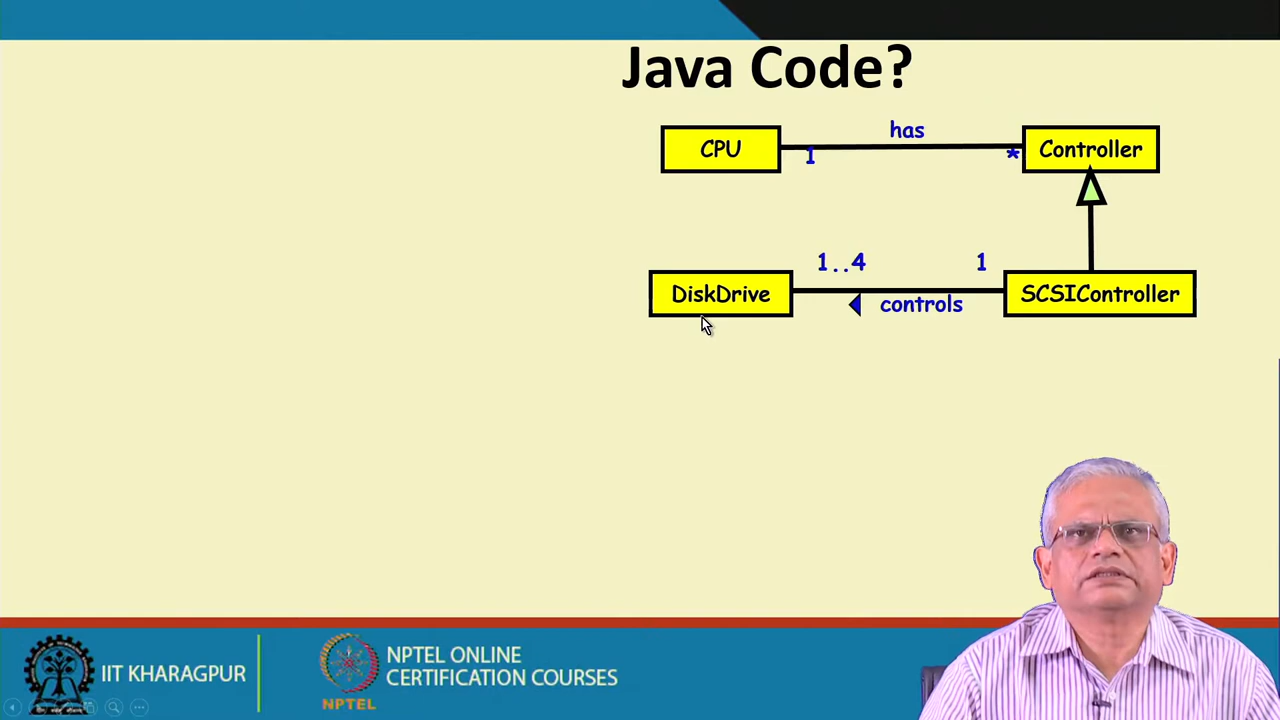 Java Code?
CPU
1
has
*
Controller
DiskDrive
1..4
controls
1
SCSIController
IIT KHARAGPUR
NPTEL
NPTEL ONLINE
CERTIFICATION COURSES